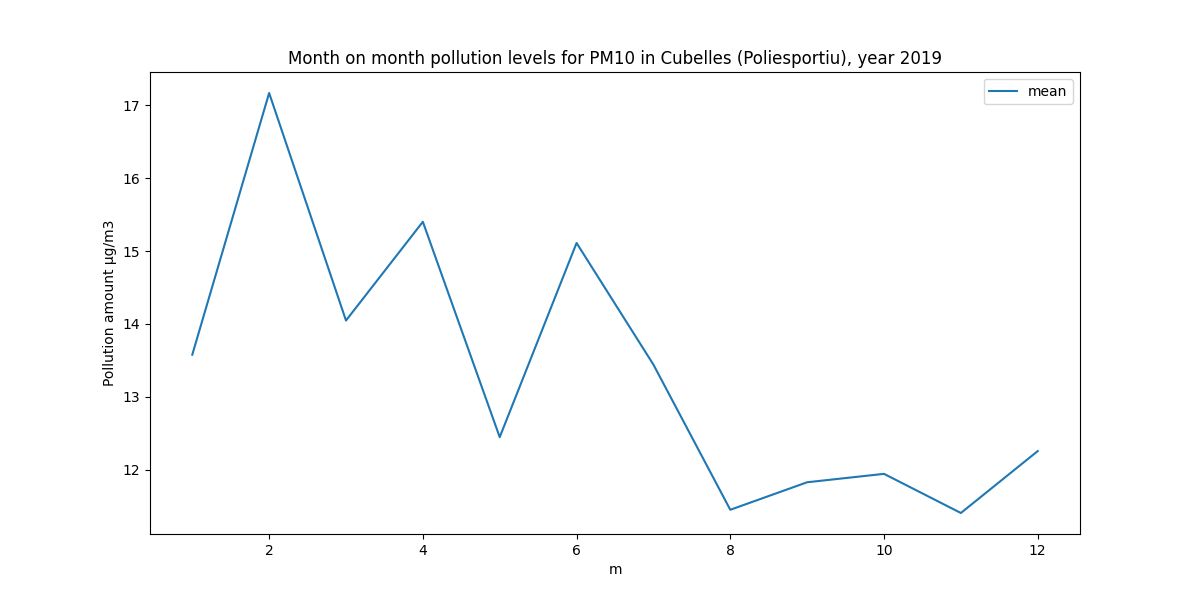 Month on month pollution levels for PM10 in Cubelles (Poliesportiu), year 2019
mean
Pollution amount µg/m3
17
16
15
14
13
12
2 4 6 8 10 12
m